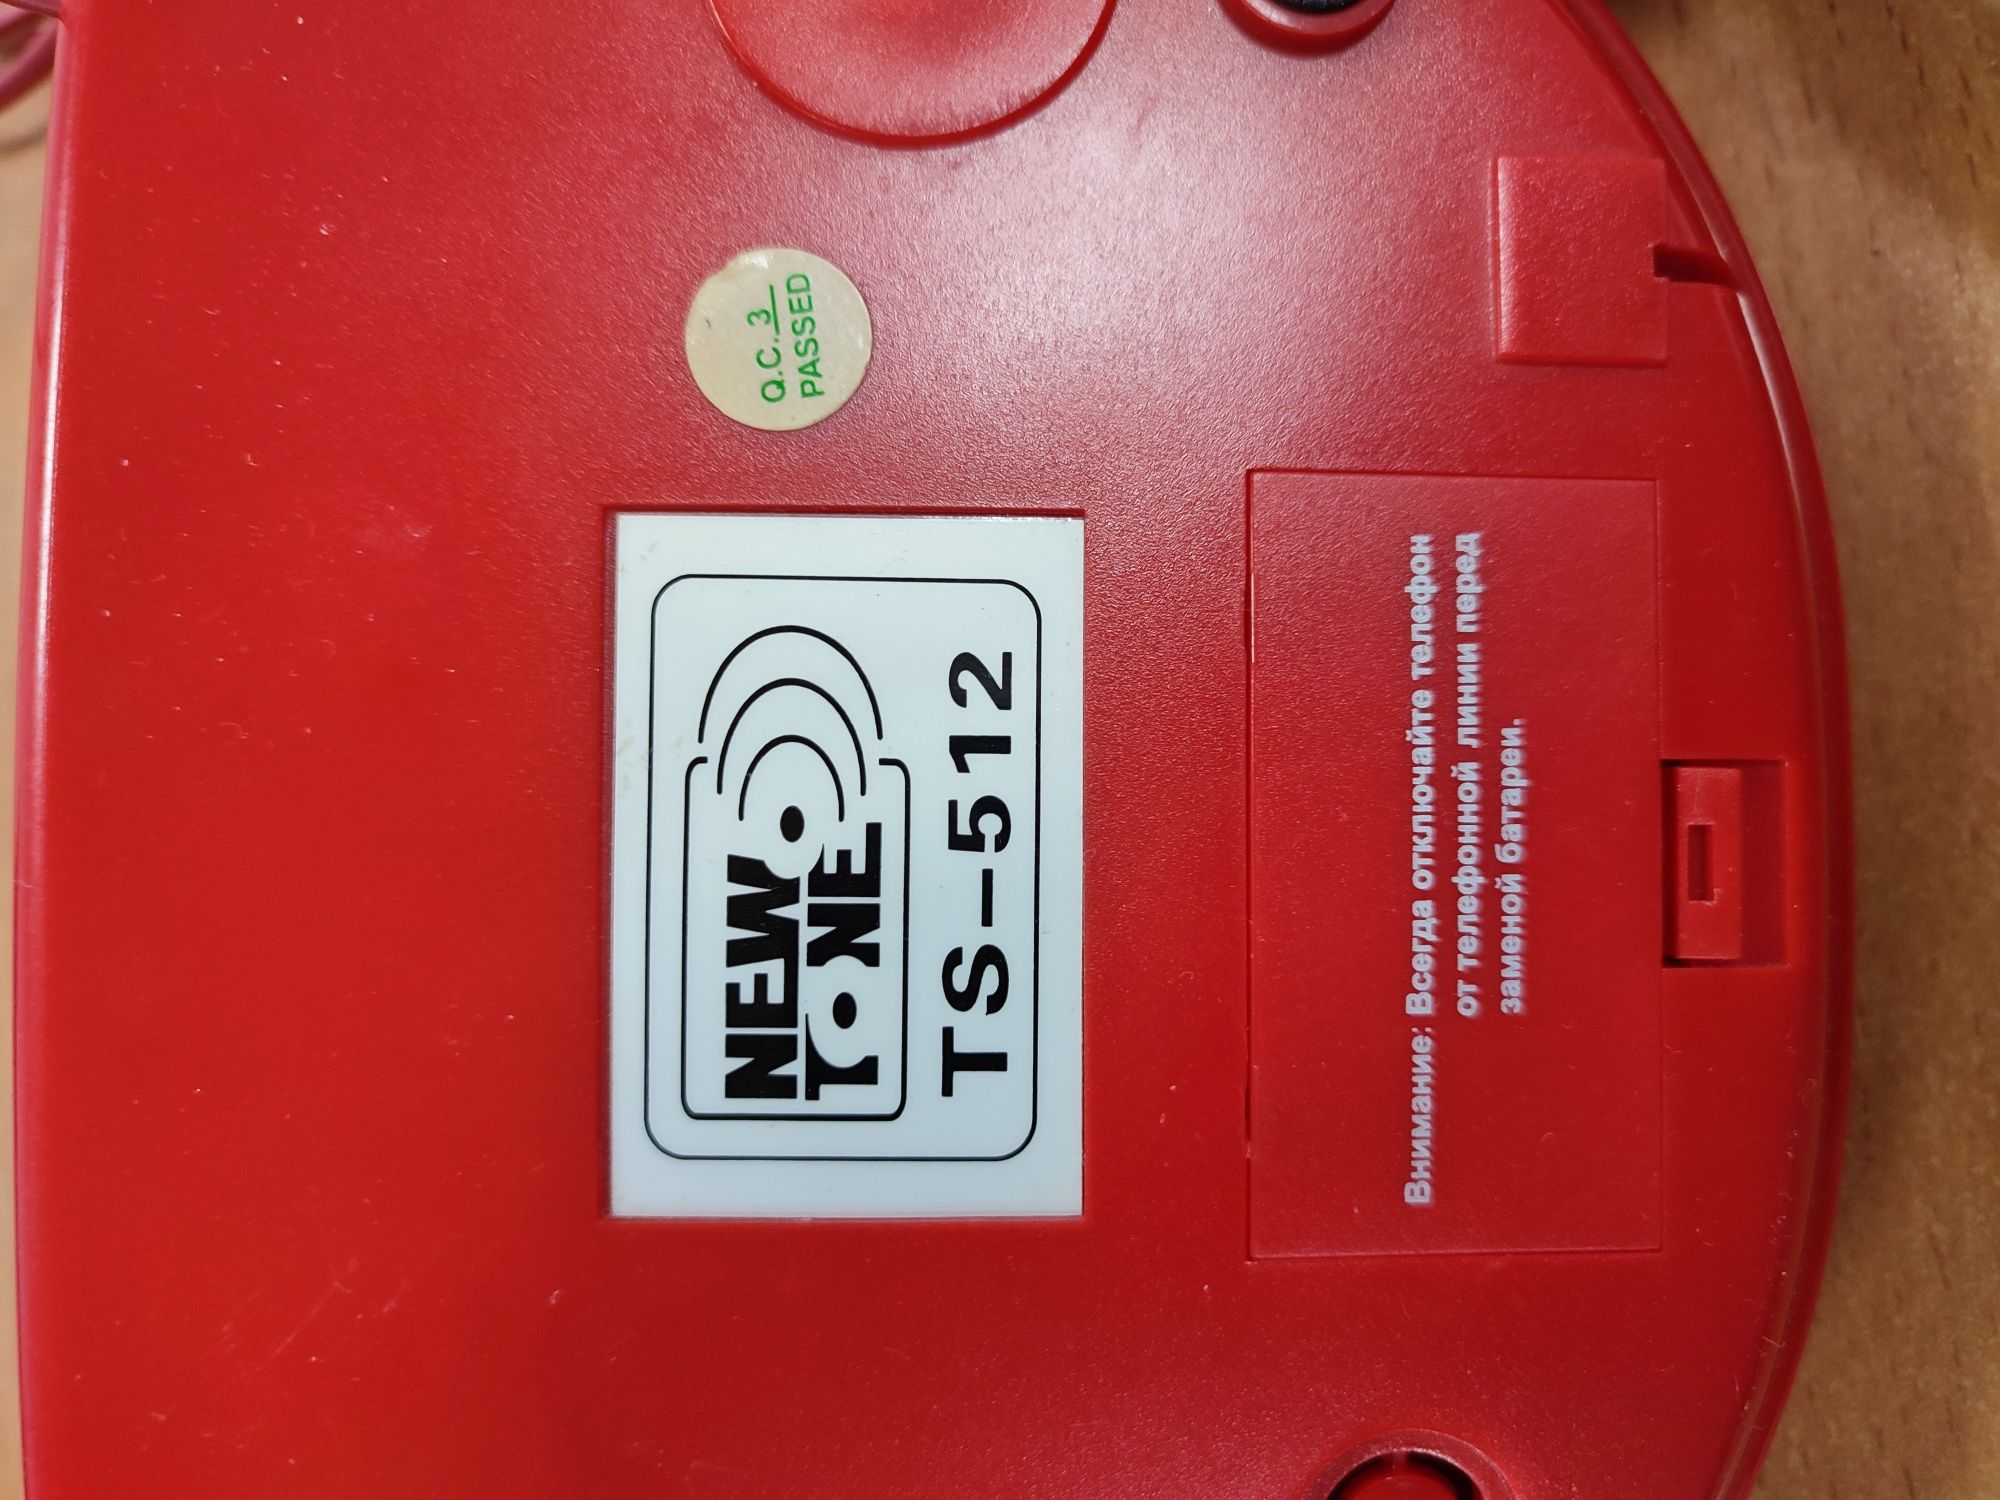 Q.C. 3
PASSED
NEW
TONE
TS-512
Внимание: Всегда отключайте телефон
от телефонной линии перед
заменой батареи.